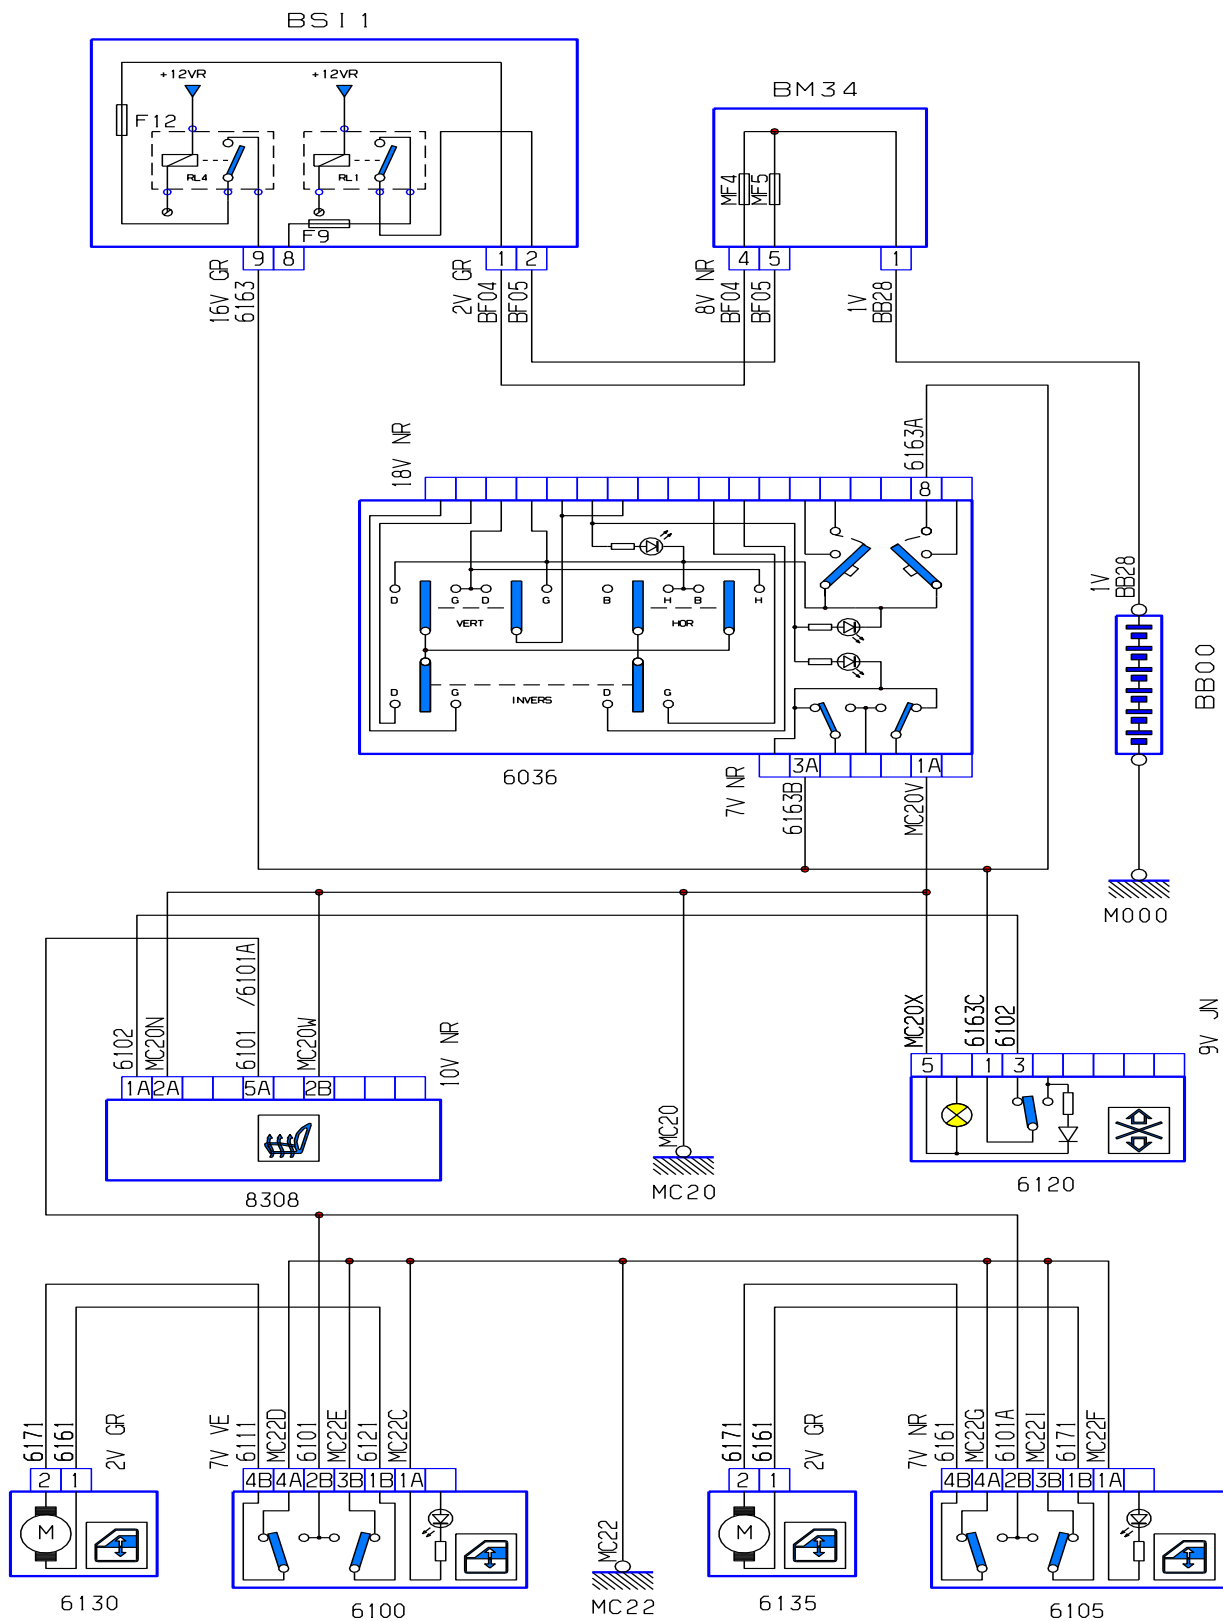 BSI1
+12VR
+12VR
F12
RL4
RL1
F9
9 8 1 2
16V GR
6163
2V GR
BF04
BF05
BM34
MF4
MF5
4 5 1
8V NR
BF04
BF05
1V
BB28
18V NR
6163A
8
D G D G B H B H
VERT
HOR
D G D G
INVERS
3A 1A
6036
7V NR
6163B
MC20V
1V
BB28
BB00
M000
6102
MC20N
6101 /6101A
MC20W
10V NR
1A 2A 5A 2B
8308
MC20
MC20
MC20X
6163C
6102
9V JN
5 1 3
6120
6171
6161
2V GR
2 1
M
6130
7V VE
6111
MC22D
6101
MC22E
6121
MC22C
4B 4A 2B 3B 1B 1A
6100
MC22
MC22
6171
6161
2V GR
2 1
M
6135
7V NR
6161
MC22G
6101A
MC22I
6171
MC22F
4B 4A 2B 3B 1B 1A
6105